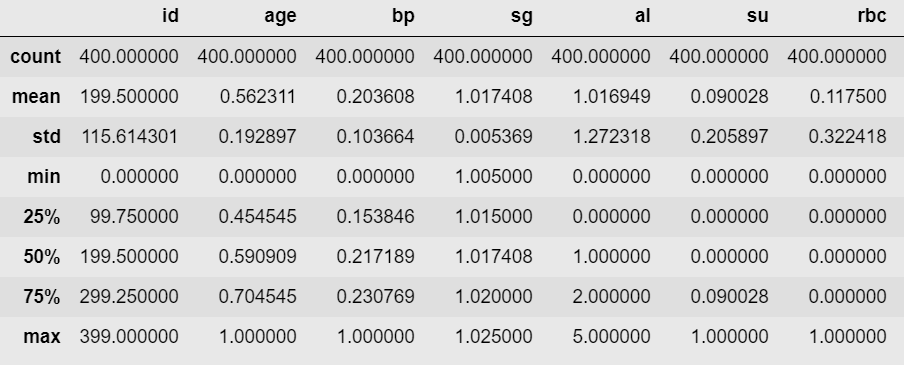 id age bp sg al su rbc
count 400.000000 400.000000 400.000000 400.000000 400.000000 400.000000 400.000000
mean 199.500000 0.562311 0.203608 1.017408 1.016949 0.090028 0.117500
std 115.614301 0.192897 0.103664 0.005369 1.272318 0.205897 0.322418
min 0.000000 0.000000 0.000000 1.005000 0.000000 0.000000 0.000000
25% 99.750000 0.454545 0.153846 1.015000 0.000000 0.000000 0.000000
50% 199.500000 0.590909 0.217189 1.017408 1.000000 0.000000 0.000000
75% 299.250000 0.704545 0.230769 1.020000 2.000000 0.090028 0.000000
max 399.000000 1.000000 1.000000 1.025000 5.000000 1.000000 1.000000